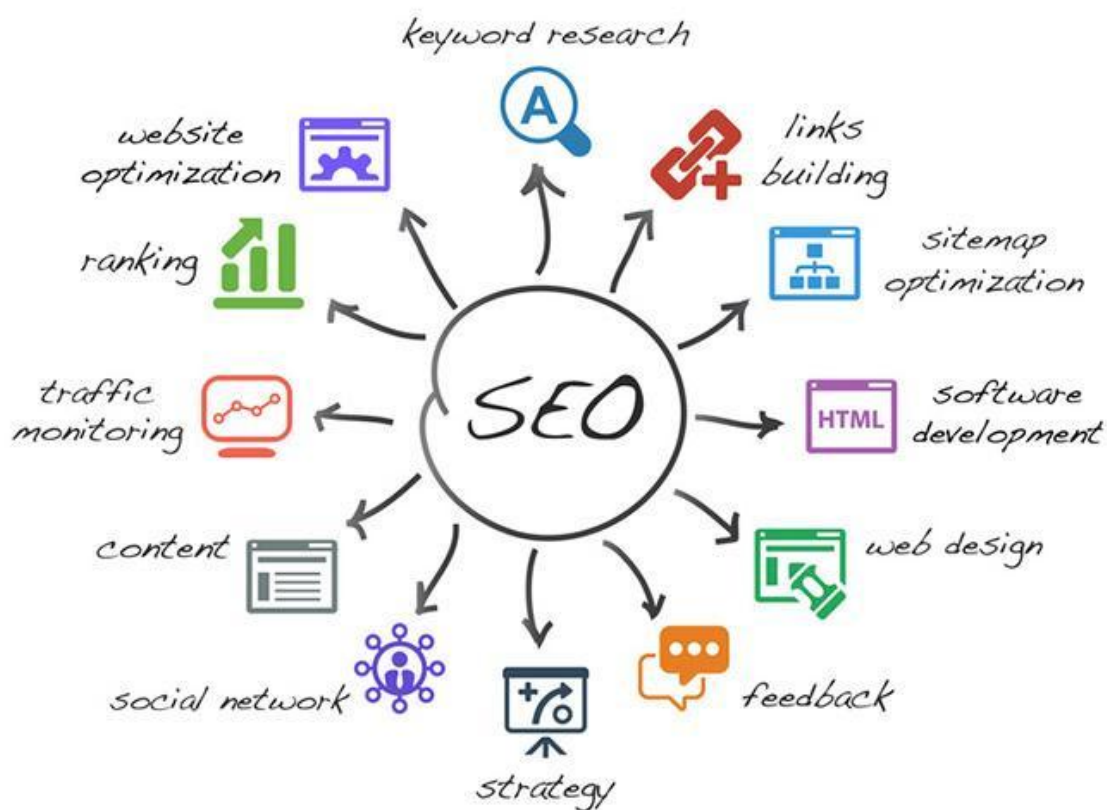 keyword research
A
links
building
sitemap
optimization
software
development
HTML
web design
feedback
strategy
social network
content
traffic
monitoring
ranking
website
optimization
SEO